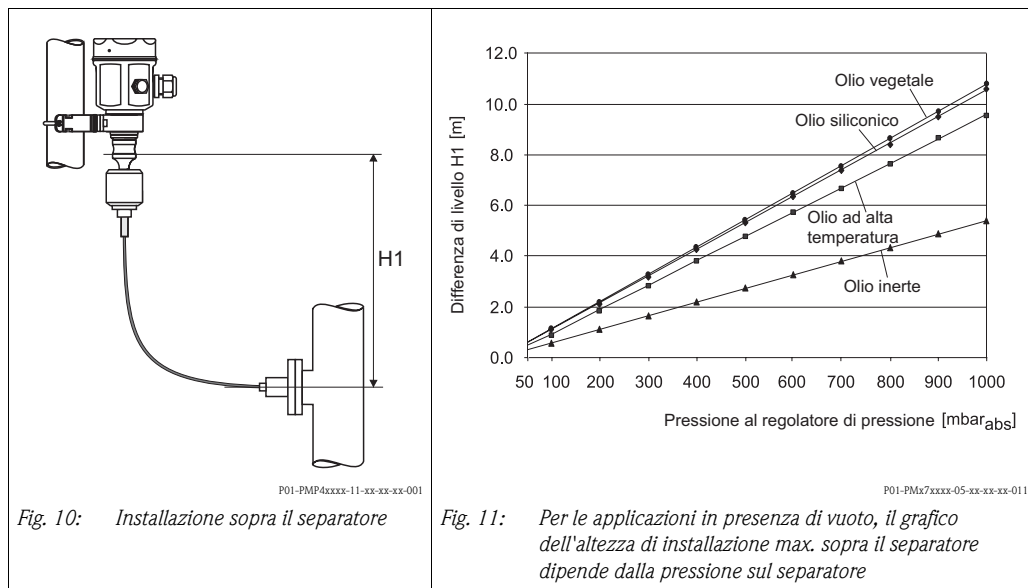 H1
P01-PMP4xxxx-11-xx-xx-xx-001
Fig. 10: Installazione sopra il separatore
12.0
10.0
8.0
6.0
4.0
2.0
0.0
Differenza di livello H1 [m]
Olio vegetale
Olio siliconico
Olio ad alta
temperatura
Olio inerte
50 100 200 300 400 500 600 700 800 900 1000
Pressione al regolatore di pressione [mbarabs]
P01-PMx7xxxx-05-xx-xx-xx-011
Fig. 11: Per le applicazioni in presenza di vuoto, il grafico
dell'altezza di installazione max. sopra il separatore
dipende dalla pressione sul separatore